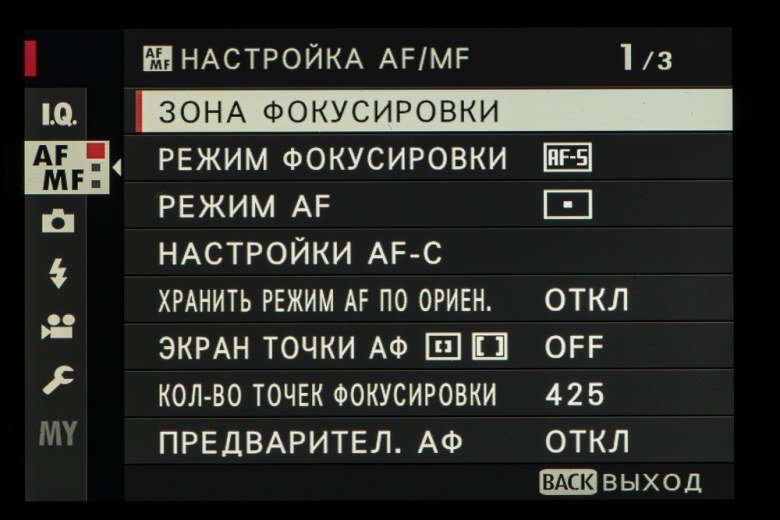 AF MF НАСТРОЙКА AF/MF 1/3
I.Q.
AF MF
ЗОНА ФОКУСИРОВКИ
РЕЖИМ ФОКУСИРОВКИ AF-S
РЕЖИМ AF
НАСТРОЙКИ AF-C
ХРАНИТЬ РЕЖИМ AF ПО ОРИЕН. ОТКЛ
ЭКРАН ТОЧКИ АФ OFF
КОЛ-ВО ТОЧЕК ФОКУСИРОВКИ 425
MY
ПРЕДВАРИТЕЛ. АФ ОТКЛ
BACK ВЫХОД